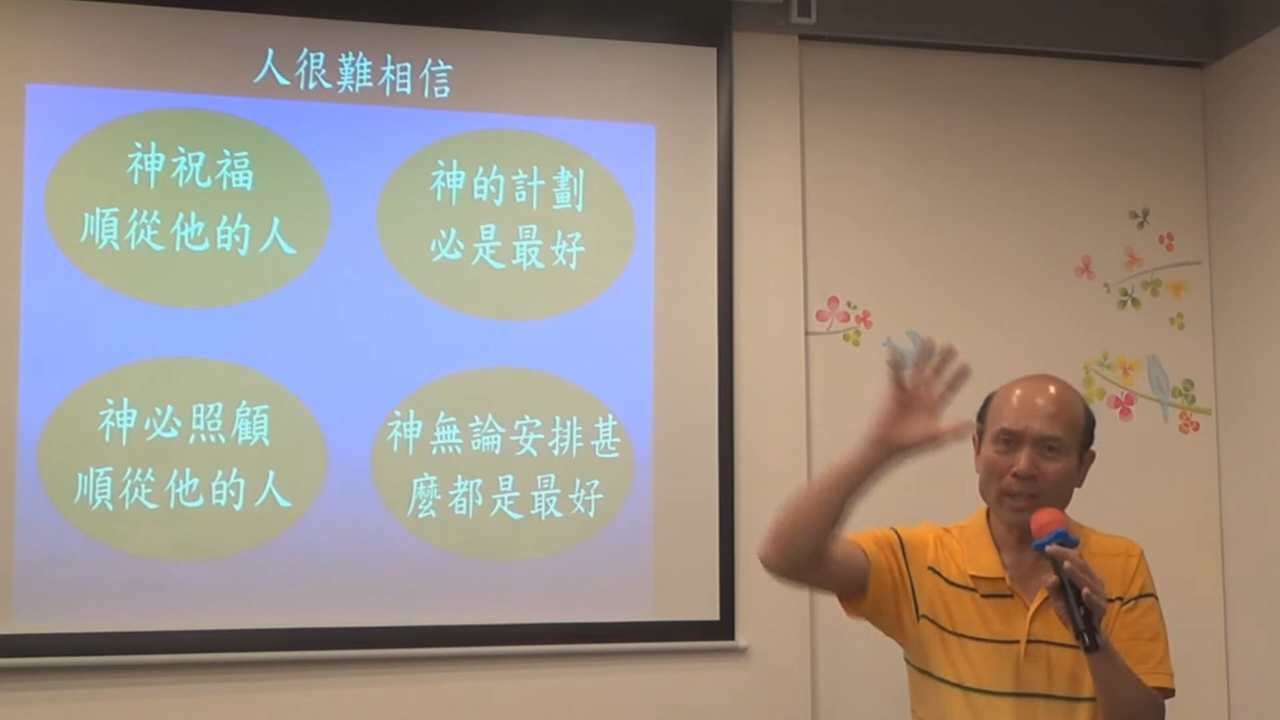 人很難相信
神祝福
順從他的人
神的計劃
必是最好
神必照顧
順從他的人
神無論安排甚
麼都是最好